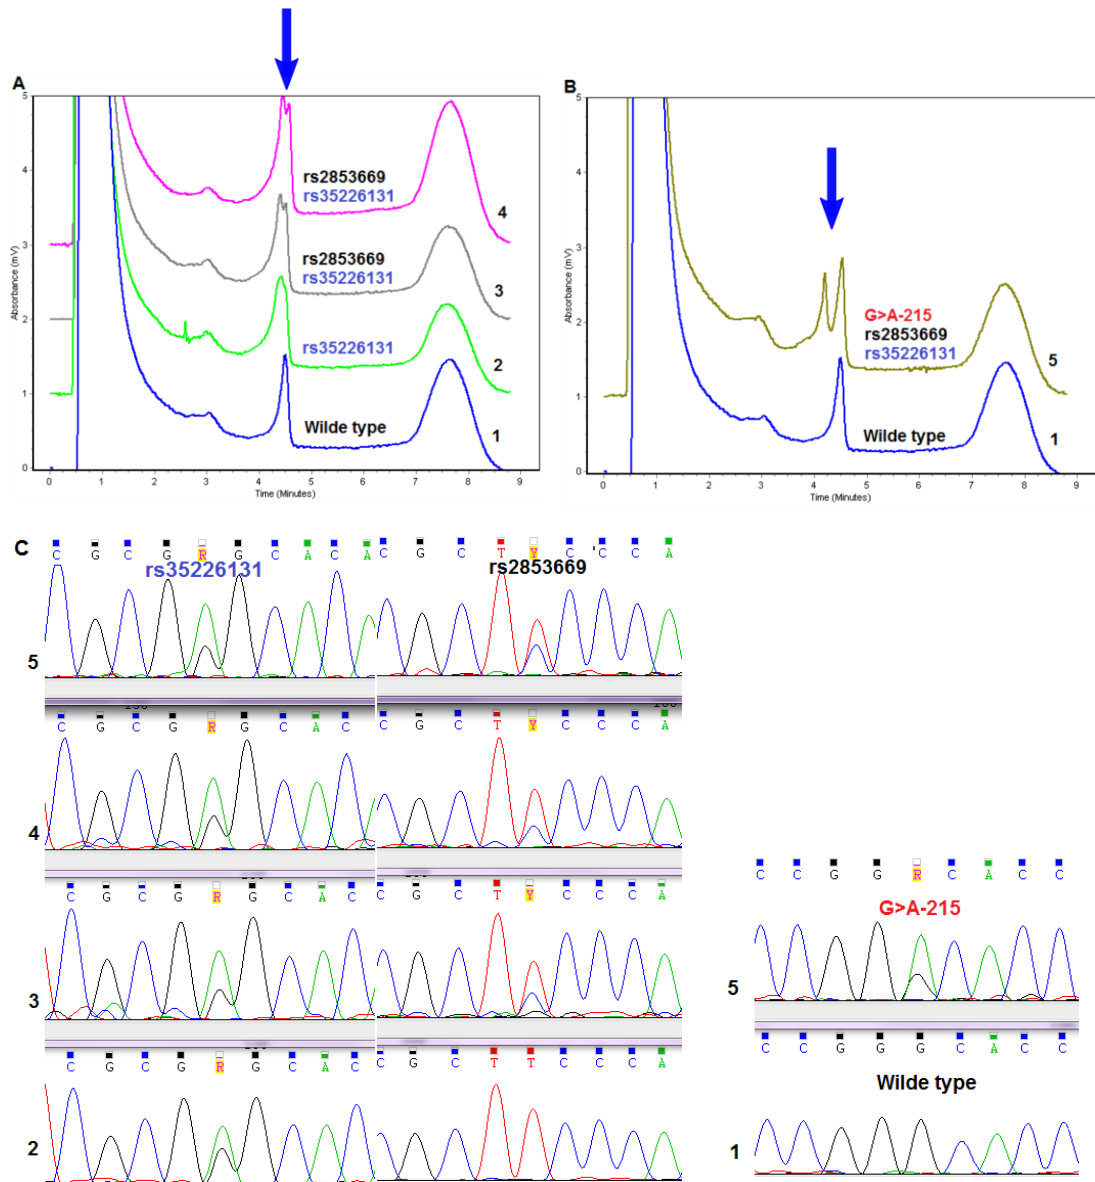 A
5
4
3
2
1
0
Absorbance (mV)
0 1 2 3 4 5 6 7 8 9
Time (Minutes)
rs2853669
rs35226131
4
rs2853669
rs35226131
3
rs35226131
2
Wilde type
1
B
5
4
3
2
1
0
Absorbance (mV)
0 1 2 3 4 5 6 7 8 9
Time (Minutes)
G>A-215
rs2853669
rs35226131
5
Wilde type
1
C
C G C G R G C A C A
rs35226131
C G C T Y C C C A
rs2853669
5
C G C G R G C A C
C G C T Y C C C A
4
C G C G R G C A C
C G C T Y C C C A
3
C G C G R G C A C
C G C T T C C C A
2
C C G G R C A C C
G>A-215
5
C C G G G C A C C
Wilde type
1